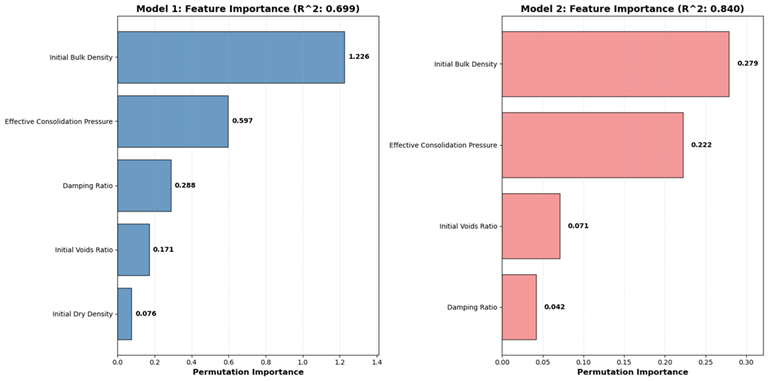 Model 1: Feature Importance (R^2: 0.699)
Initial Bulk Density
1.226
Effective Consolidation Pressure
0.597
Damping Ratio
0.288
Initial Voids Ratio
0.171
Initial Dry Density
0.076
0.0 0.2 0.4 0.6 0.8 1.0 1.2 1.4
Permutation Importance
Model 2: Feature Importance (R^2: 0.840)
Initial Bulk Density
0.279
Effective Consolidation Pressure
0.222
Initial Voids Ratio
0.071
Damping Ratio
0.042
0.00 0.05 0.10 0.15 0.20 0.25 0.30
Permutation Importance